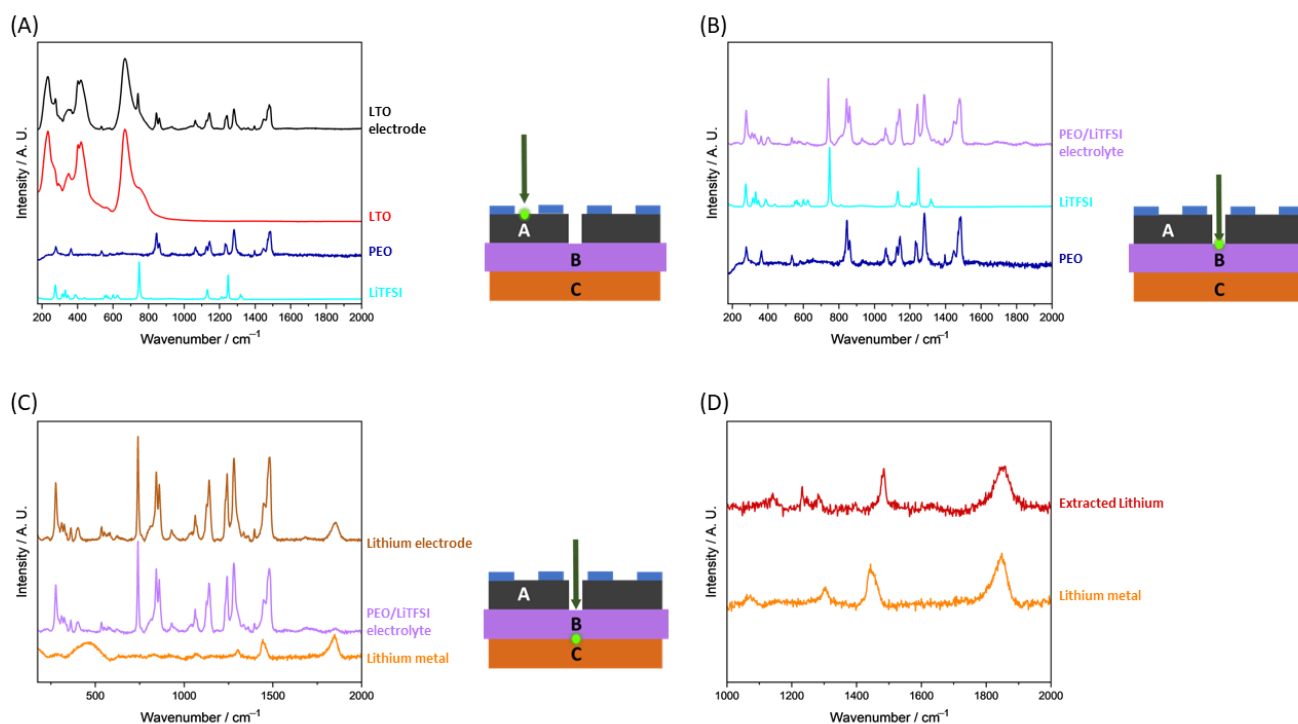 (A)
Intensity / A. U.
LTO
electrode
LTO
PEO
LiTFSI
200 400 600 800 1000 1200 1400 1600 1800 2000
Wavenumber / cm⁻¹
A
B
C
(B)
Intensity / A. U.
PEO/LiTFSI
electrolyte
LiTFSI
PEO
200 400 600 800 1000 1200 1400 1600 1800 2000
Wavenumber / cm⁻¹
A
B
C
(C)
Intensity / A. U.
Lithium electrode
PEO/LiTFSI
electrolyte
Lithium metal
500 1000 1500 2000
Wavenumber / cm⁻¹
A
B
C
(D)
Intensity / A. U.
Extracted Lithium
Lithium metal
1000 1200 1400 1600 1800 2000
Wavenumber / cm⁻¹